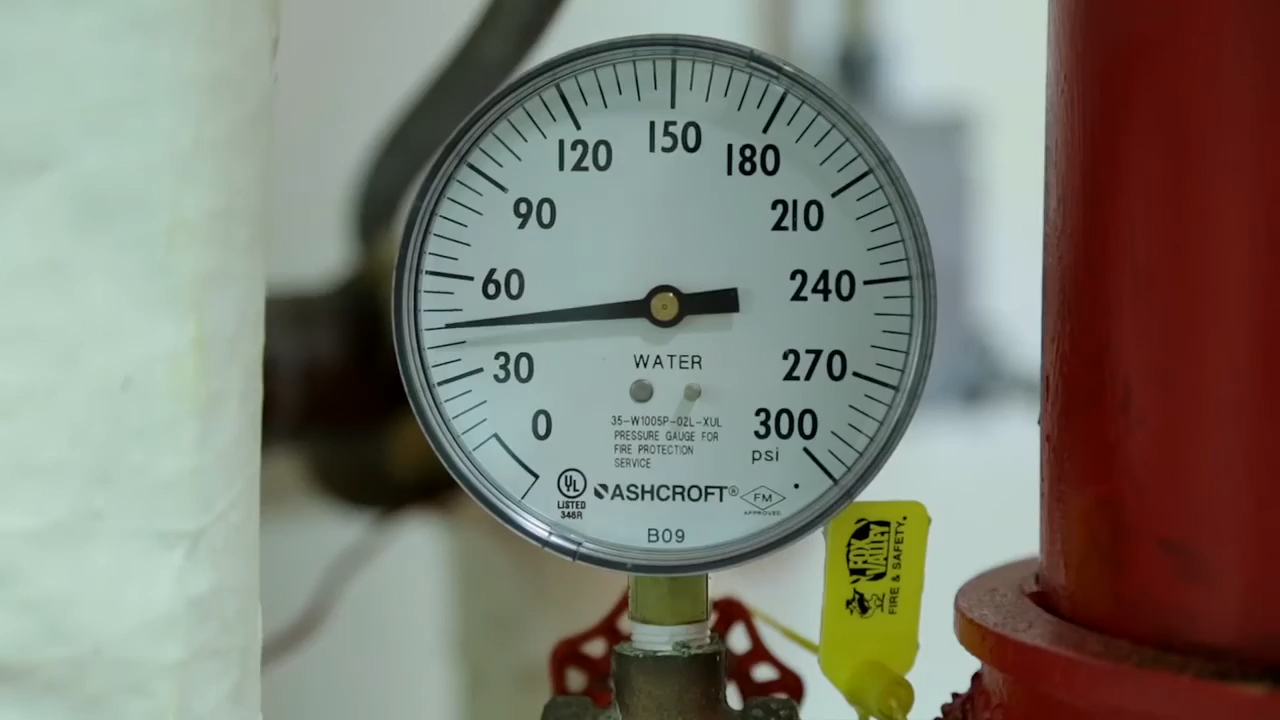 150
120 180
90 210
60 240
WATER
30 270
0 300
psi
35-W1005P-02L-XUL
PRESSURE GAUGE FOR
FIRE PROTECTION
SERVICE
UL
LISTED
346R
ASHCROFT®
FM
APPROVED
B09
FOX
VALLEY
FIRE & SAFETY.